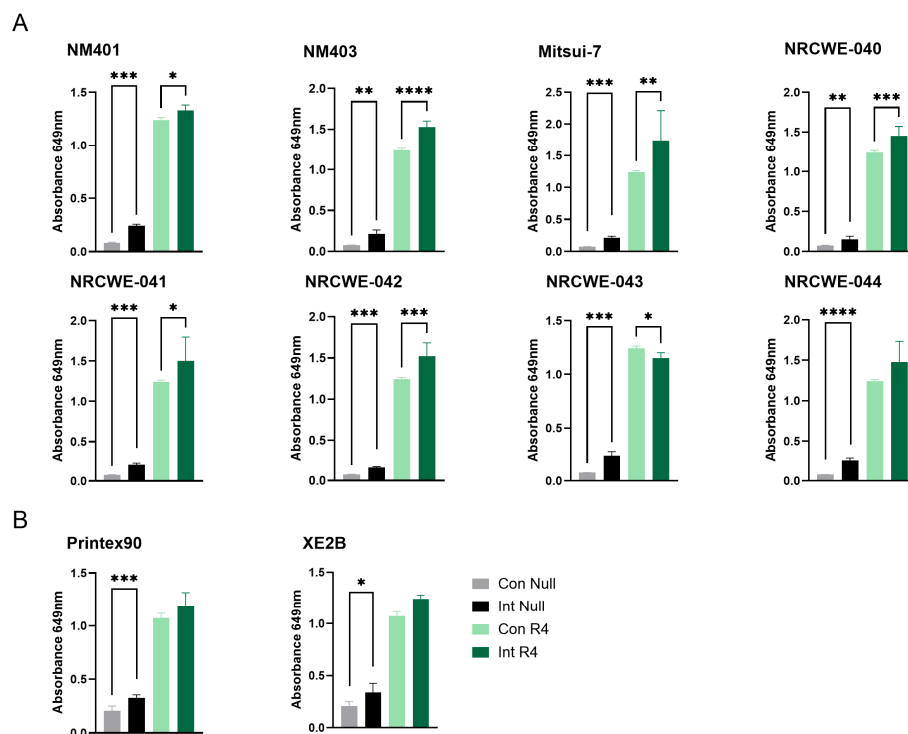 A
NM401 NM403 Mitsui-7 NRCWE-040
*** * ** **** *** ** ** ***
Absorbance 649nm 1.5 1.0 0.5 0.0
Absorbance 649nm 2.0 1.5 1.0 0.5 0.0
Absorbance 649nm 2.5 2.0 1.5 1.0 0.5 0.0
Absorbance 649nm 2.0 1.5 1.0 0.5 0.0
NRCWE-041 NRCWE-042 NRCWE-043 NRCWE-044
*** * *** *** *** * ****
Absorbance 649nm 2.0 1.5 1.0 0.5 0.0
Absorbance 649nm 2.0 1.5 1.0 0.5 0.0
Absorbance 649nm 1.5 1.0 0.5 0.0
Absorbance 649nm 2.0 1.5 1.0 0.5 0.0
B
Printex90 XE2B
*** *
Absorbance 649nm 1.5 1.0 0.5 0.0
Absorbance 649nm 1.5 1.0 0.5 0.0
Con Null
Int Null
Con R4
Int R4